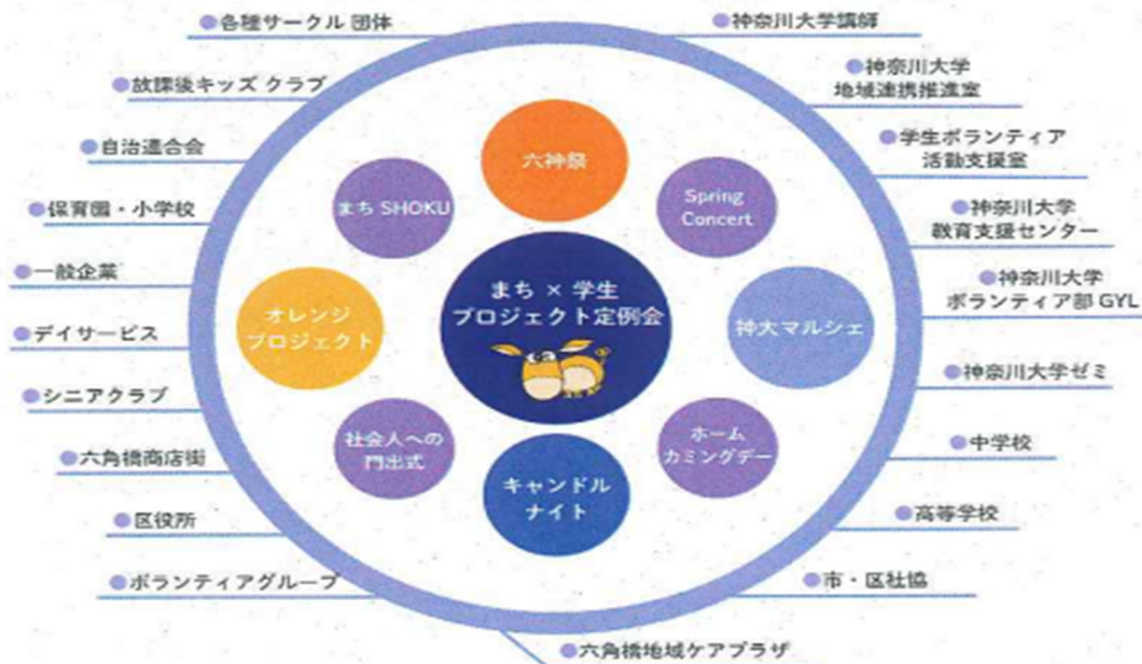 各種サークル 団体
放課後キッズ クラブ
自治連合会
保育園・小学校
一般企業
デイサービス
シニアクラブ
六角橋商店街
区役所
ボランティアグループ
六神祭
まち SHOKU
Spring
Concert
オレンジ
プロジェクト
まち × 学生
プロジェクト定例会
神大マルシェ
社会人への
門出式
ホーム
カミングデー
キャンドル
ナイト
神奈川大学講師
神奈川大学
地域連携推進室
学生ボランティア
活動支援室
神奈川大学
教育支援センター
神奈川大学
ボランティア部 GYL
神奈川大学ゼミ
中学校
高等学校
市・区社協
六角橋地域ケアプラザ